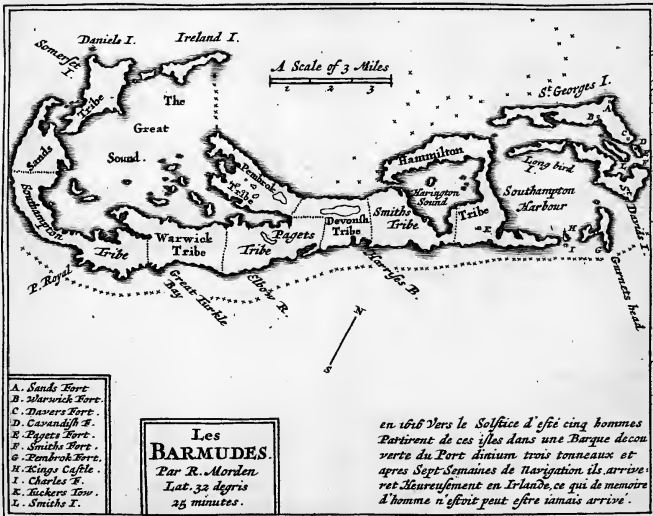 Daniels I.
Ireland I.
Somerset I.
A Scale of 3 Miles
1 2 3
St Georges I.
The
Great
Sound.
Sands
Tribe
Southampton
Tribe
Pembrok
Tribe
Hammilton
Harington
Sound
Tribe
Long bird
I.
Southampton
Harbour
St Davids I.
Warwick
Tribe
Pagets
Tribe
Devonsh
Tribe
Smiths
Tribe
P. Royal
Great Turkle
Bay
Elbow R.
Harrises B.
Gurnets head
N
S
A. Sands Fort
B. Warwick Fort.
C. Davers Fort.
D. Cavandish F.
E. Pagets Fort.
F. Smiths Fort.
G. Pembrok Fort.
H. Kings Castle.
I. Charles F.
K. Tuckers Tow.
L. Smiths I.
Les
BARMUDES.
Par R. Morden
Lat. 32 degris
25 minutes.
en 1616 Vers le Solstice d'esté cinq hommes
Partirent de ces isles dans une Barque decou
verte du Port dinium trois tonneaux et
apres Sept Semaines de Navigation ils arrive-
ret Heureusement en Irlande, ce qui de memoire
d'homme n'estoit peut estre iamais arrivé.